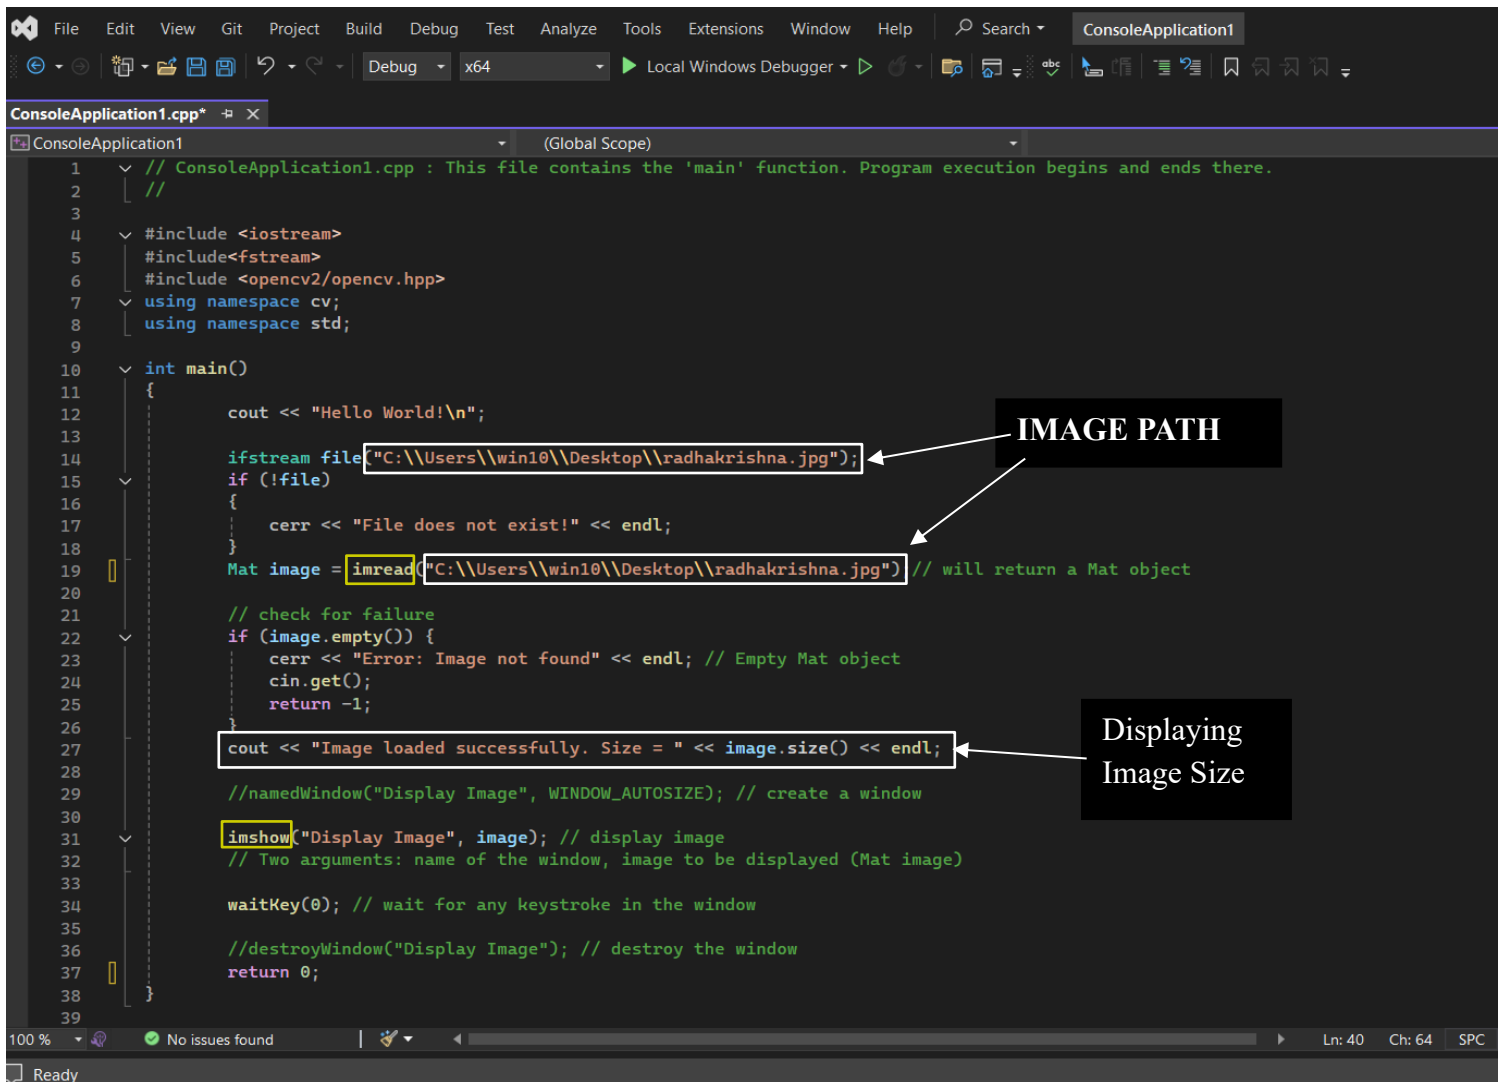 File Edit View Git Project Build Debug Test Analyze Tools Extensions Window Help Search ConsoleApplication1
Debug x64 Local Windows Debugger
ConsoleApplication1.cpp*
ConsoleApplication1 (Global Scope)
1 // ConsoleApplication1.cpp : This file contains the 'main' function. Program execution begins and ends there.
2 //
3
4 #include <iostream>
5 #include<fstream>
6 #include <opencv2/opencv.hpp>
7 using namespace cv;
8 using namespace std;
9
10 int main()
11 {
12 cout << "Hello World!\n";
13
IMAGE PATH
14 ifstream file("C:\\Users\\win10\\Desktop\\radhakrishna.jpg");
15 if (!file)
16 {
17 cerr << "File does not exist!" << endl;
18 }
19 Mat image = imread("C:\\Users\\win10\\Desktop\\radhakrishna.jpg") // will return a Mat object
20
21 // check for failure
22 if (image.empty()) {
23 cerr << "Error: Image not found" << endl; // Empty Mat object
24 cin.get();
25 return -1;
26 }
Displaying
Image Size
27 cout << "Image loaded successfully. Size = " << image.size() << endl;
28
29 //namedWindow("Display Image", WINDOW_AUTOSIZE); // create a window
30
31 imshow("Display Image", image); // display image
32 // Two arguments: name of the window, image to be displayed (Mat image)
33
34 waitKey(0); // wait for any keystroke in the window
35
36 //destroyWindow("Display Image"); // destroy the window
37 return 0;
38 }
39
100 % No issues found Ln: 40 Ch: 64 SPC
Ready